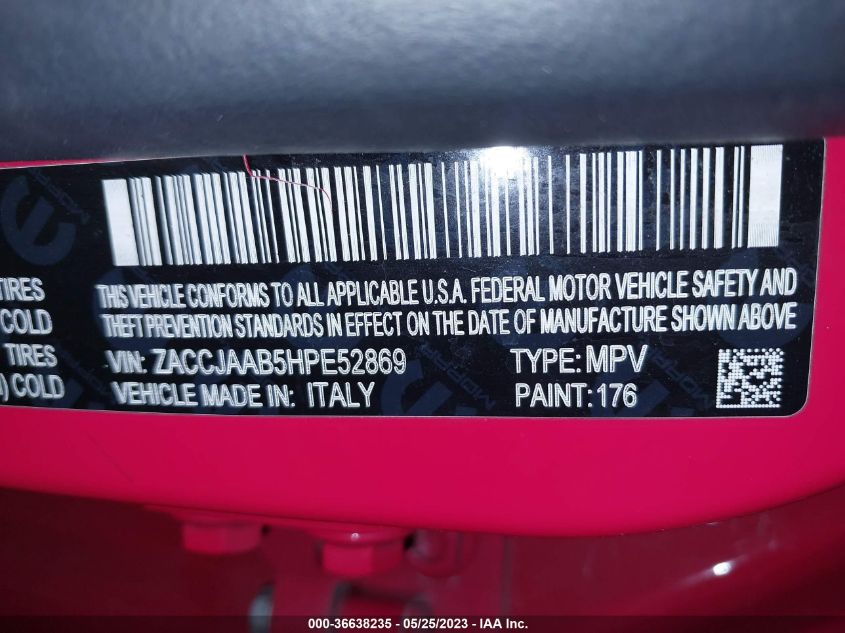 THIS VEHICLE CONFORMS TO ALL APPLICABLE U.S.A. FEDERAL MOTOR VEHICLE SAFETY AND
THEFT PREVENTION STANDARDS IN EFFECT ON THE DATE OF MANUFACTURE SHOWN ABOVE
TIRES
COLD
TIRES
) COLD
VIN: ZACCJAAB5HPE52869 TYPE: MPV
VEHICLE MADE IN: ITALY PAINT: 176
000-36638235 - 05/25/2023 - IAA Inc.